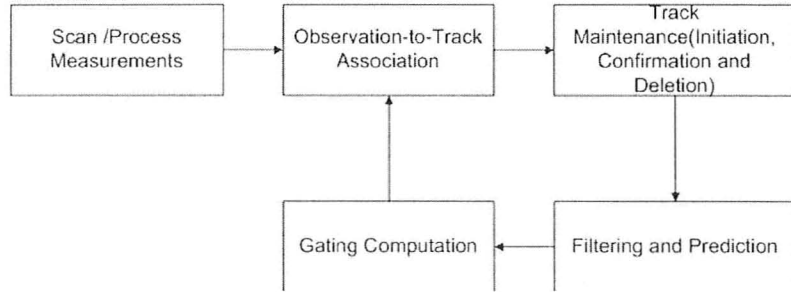 Scan /Process
Measurements
Observation-to-Track
Association
Track
Maintenance(Initiation,
Confirmation and
Deletion)
Gating Computation
Filtering and Prediction